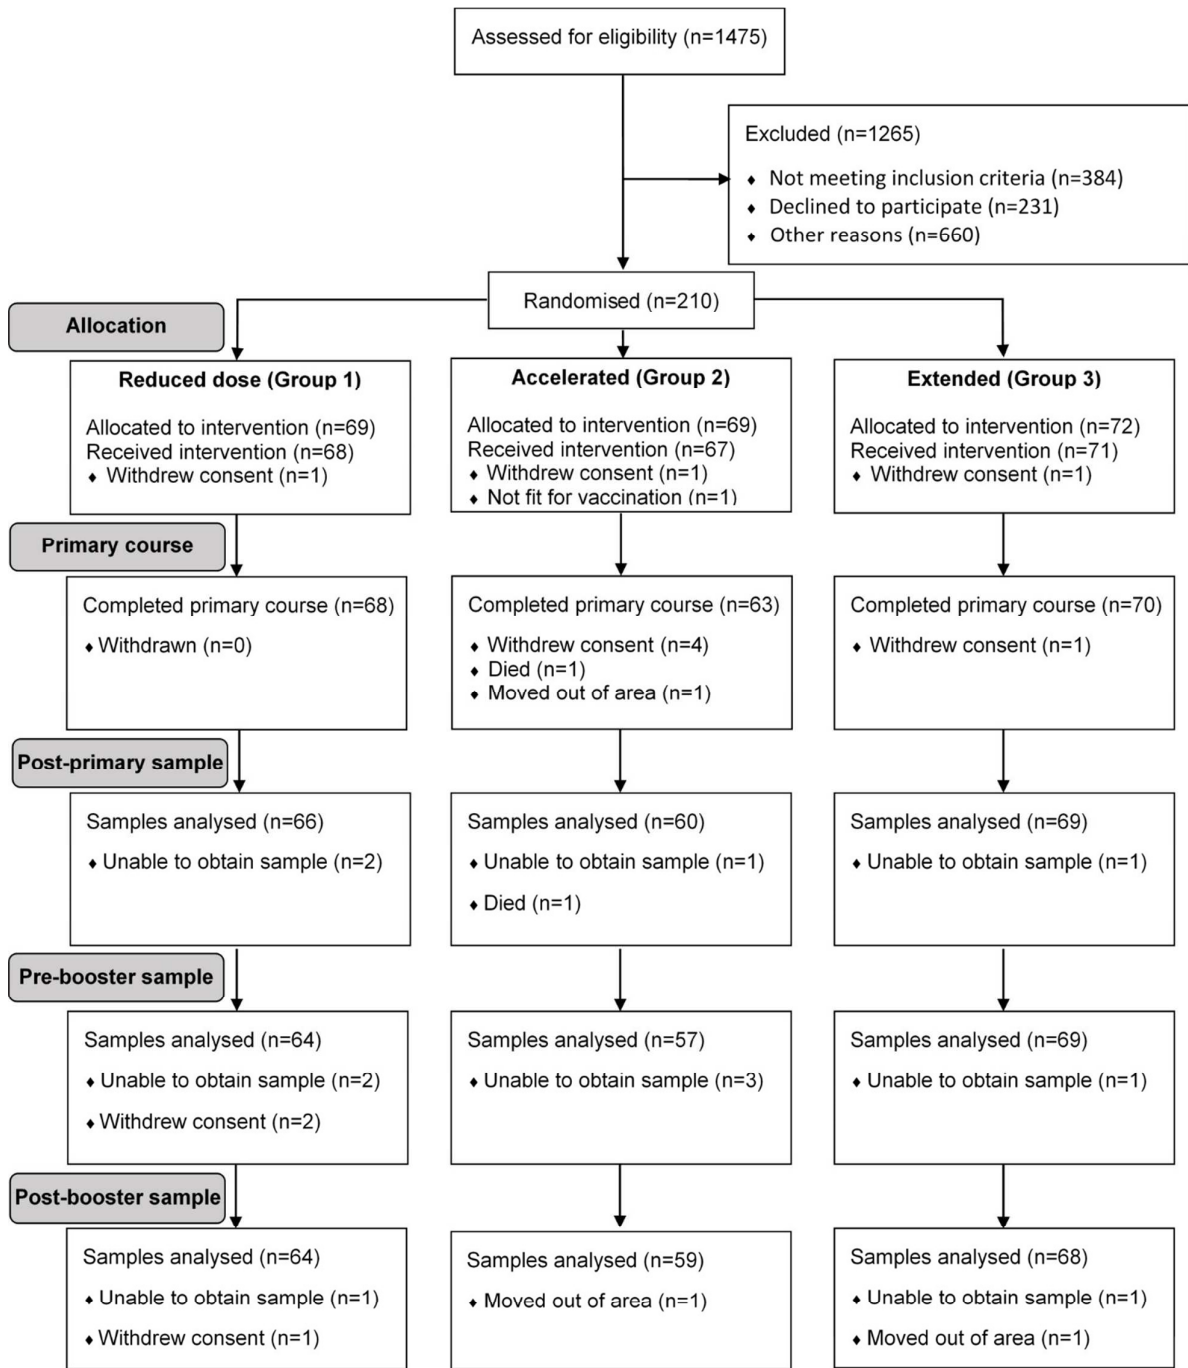 Assessed for eligibility (n=1475)
Excluded (n=1265)
♦ Not meeting inclusion criteria (n=384)
♦ Declined to participate (n=231)
♦ Other reasons (n=660)
Randomised (n=210)
Allocation
Reduced dose (Group 1)
Allocated to intervention (n=69)
Received intervention (n=68)
♦ Withdrew consent (n=1)
Accelerated (Group 2)
Allocated to intervention (n=69)
Received intervention (n=67)
♦ Withdrew consent (n=1)
♦ Not fit for vaccination (n=1)
Extended (Group 3)
Allocated to intervention (n=72)
Received intervention (n=71)
♦ Withdrew consent (n=1)
Primary course
Completed primary course (n=68)
♦ Withdrawn (n=0)
Completed primary course (n=63)
♦ Withdrew consent (n=4)
♦ Died (n=1)
♦ Moved out of area (n=1)
Completed primary course (n=70)
♦ Withdrew consent (n=1)
Post-primary sample
Samples analysed (n=66)
♦ Unable to obtain sample (n=2)
Samples analysed (n=60)
♦ Unable to obtain sample (n=1)
♦ Died (n=1)
Samples analysed (n=69)
♦ Unable to obtain sample (n=1)
Pre-booster sample
Samples analysed (n=64)
♦ Unable to obtain sample (n=2)
♦ Withdrew consent (n=2)
Samples analysed (n=57)
♦ Unable to obtain sample (n=3)
Samples analysed (n=69)
♦ Unable to obtain sample (n=1)
Post-booster sample
Samples analysed (n=64)
♦ Unable to obtain sample (n=1)
♦ Withdrew consent (n=1)
Samples analysed (n=59)
♦ Moved out of area (n=1)
Samples analysed (n=68)
♦ Unable to obtain sample (n=1)
♦ Moved out of area (n=1)